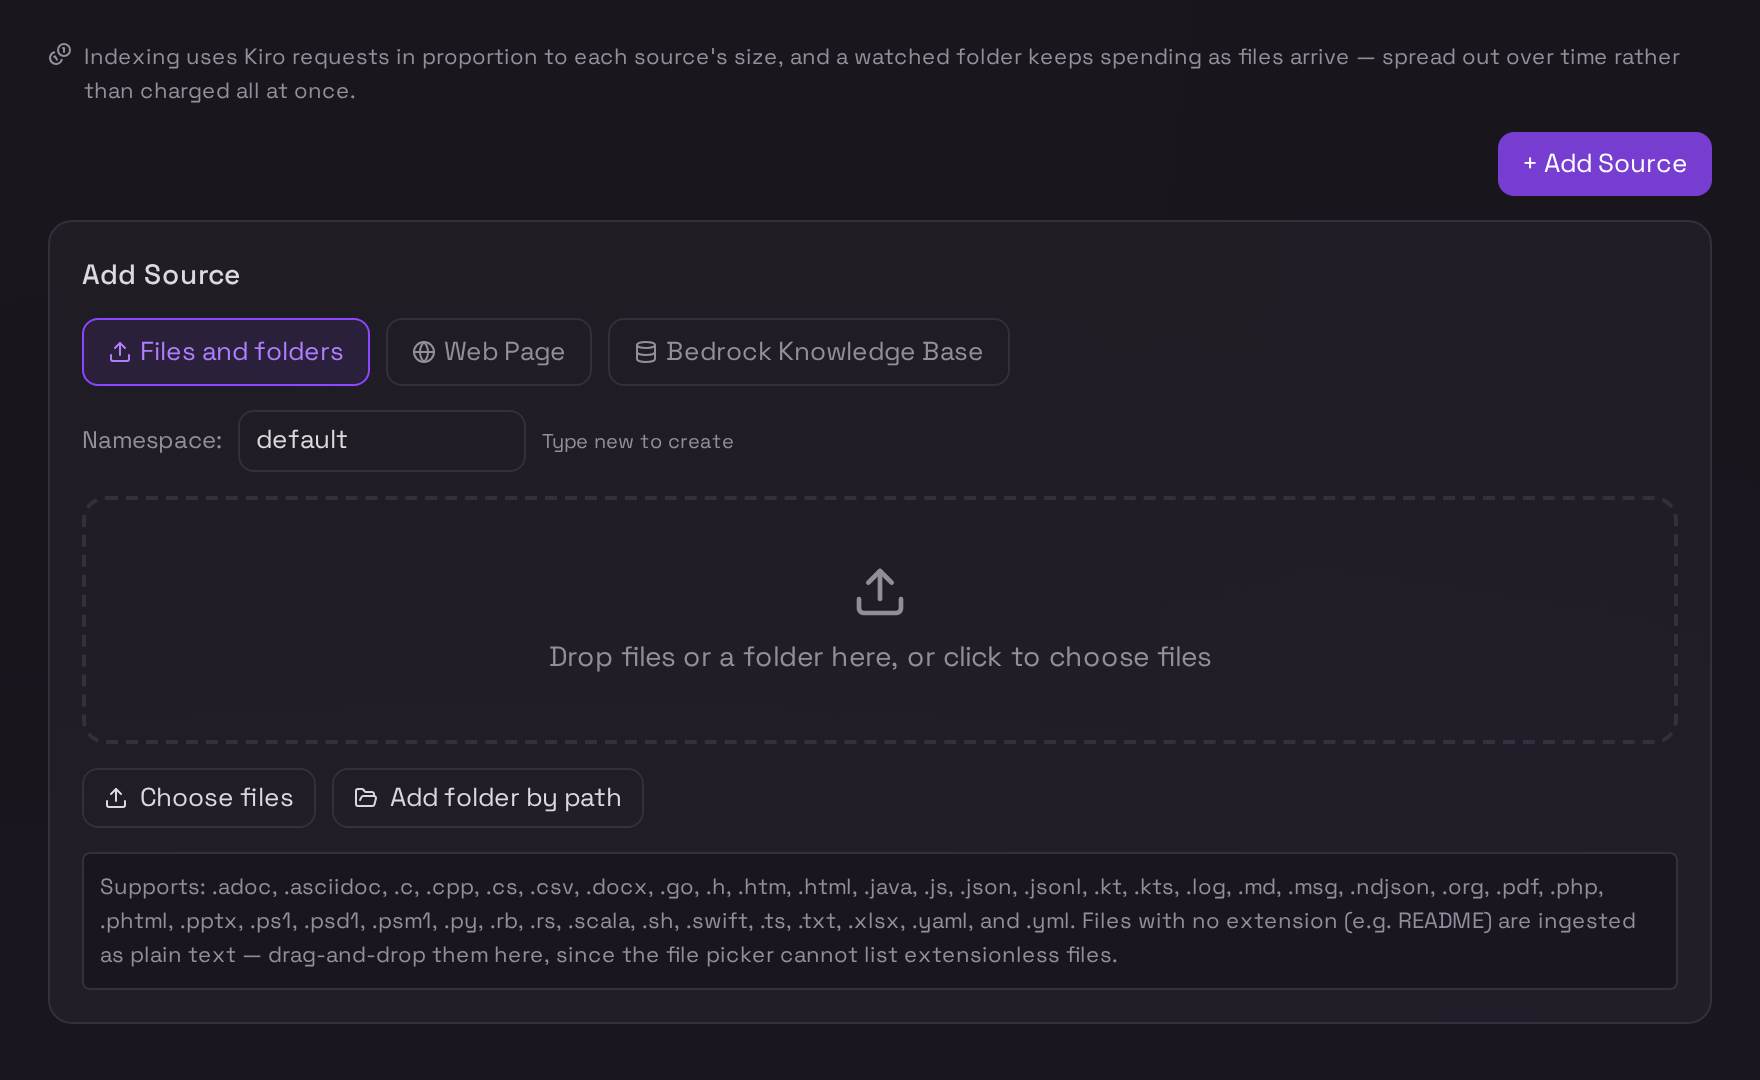 Indexing uses Kiro requests in proportion to each source's size, and a watched folder keeps spending as files arrive — spread out over time rather
than charged all at once.
+ Add Source
Add Source
Files and folders
Web Page
Bedrock Knowledge Base
Namespace:
default
Type new to create
Drop files or a folder here, or click to choose files
Choose files
Add folder by path
Supports: .adoc, .asciidoc, .c, .cpp, .cs, .csv, .docx, .go, .h, .htm, .html, .java, .js, .json, .jsonl, .kt, .kts, .log, .md, .msg, .ndjson, .org, .pdf, .php,
.phtml, .pptx, .ps1, .psd1, .psm1, .py, .rb, .rs, .scala, .sh, .swift, .ts, .txt, .xlsx, .yaml, and .yml. Files with no extension (e.g. README) are ingested
as plain text — drag-and-drop them here, since the file picker cannot list extensionless files.